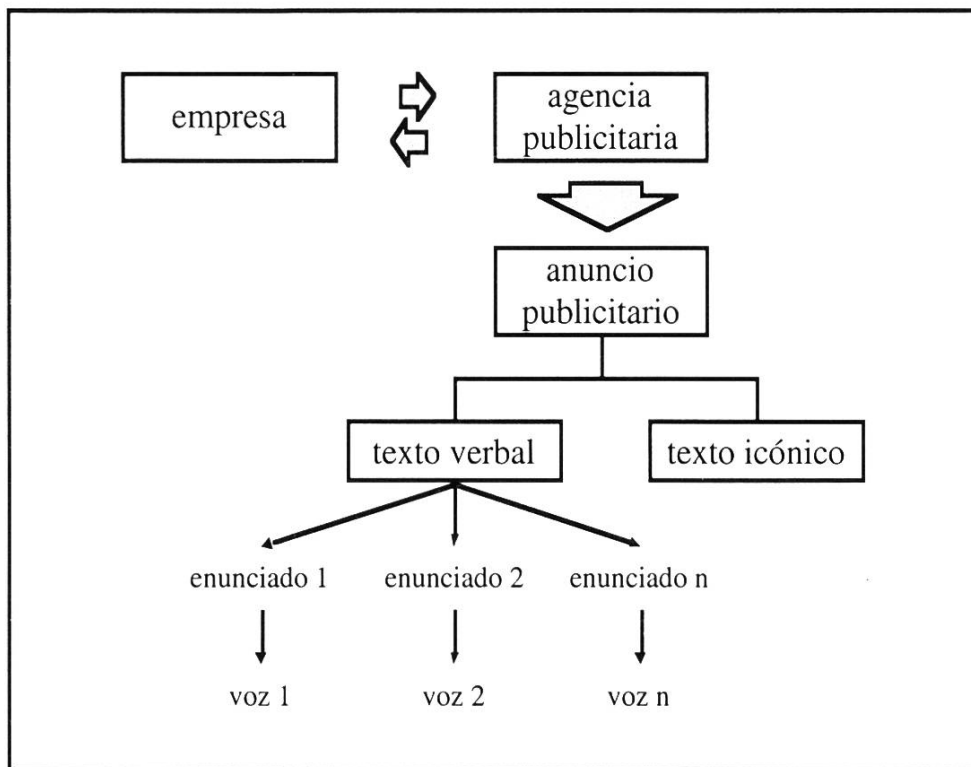 empresa
agencia
publicitaria
anuncio
publicitario
texto verbal
texto icónico
enunciado 1
enunciado 2
enunciado n
voz 1
voz 2
voz n